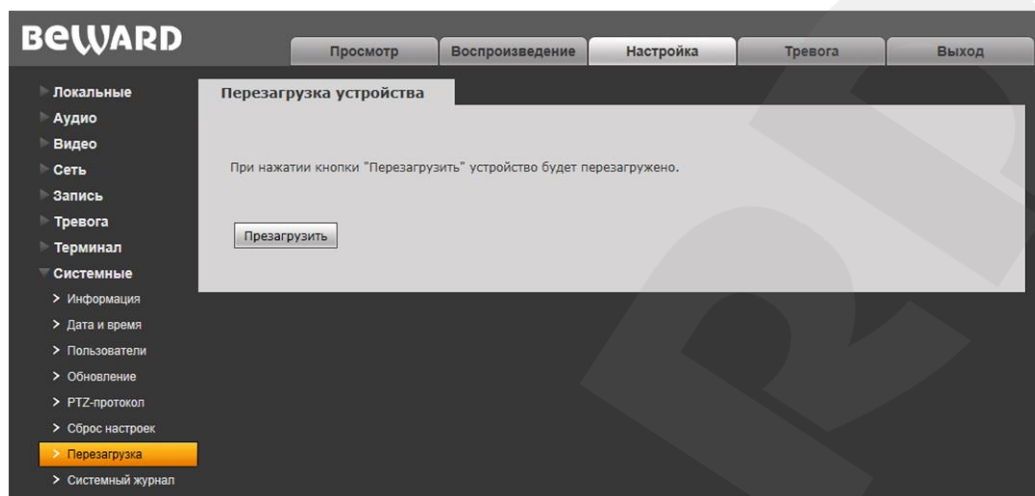 BEWARD
Просмотр
Воспроизведение
Настройка
Тревога
Выход
Локальные
Аудио
Видео
Сеть
Запись
Тревога
Терминал
Системные
Информация
Дата и время
Пользователи
Обновление
PTZ-протокол
Сброс настроек
Перезагрузка
Системный журнал
Перезагрузка устройства
При нажатии кнопки "Перезагрузить" устройство будет перезагружено.
Презагрузить